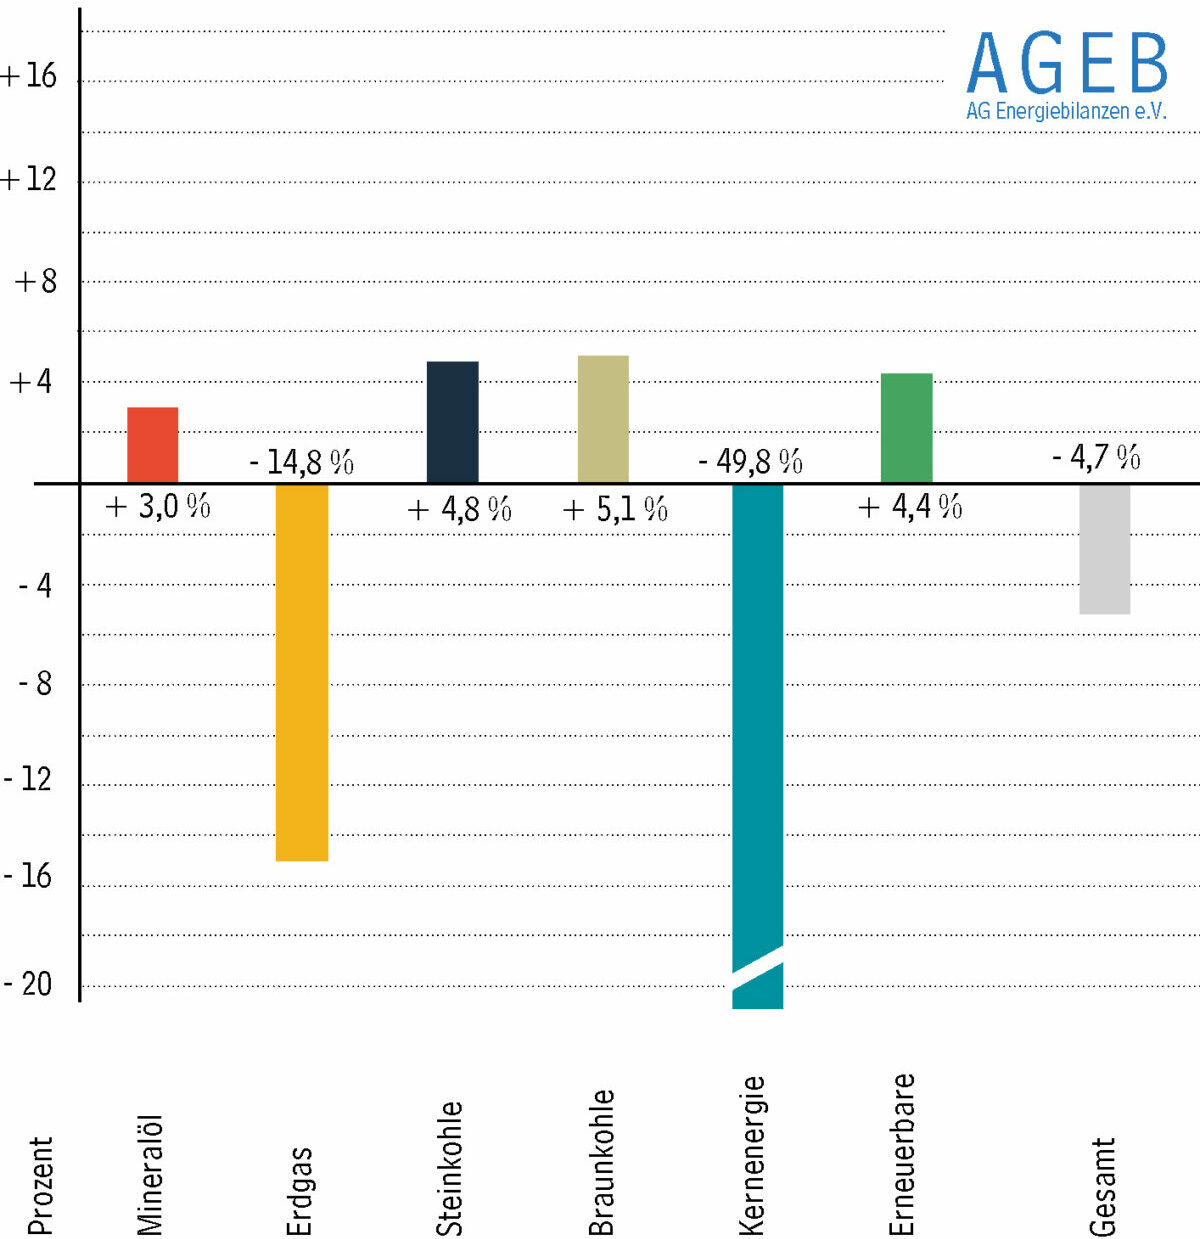 AGEB
AG Energiebilanzen e.V.
+16
+12
+8
+4
- 4
- 8
- 12
- 16
- 20
+ 3,0 %
- 14,8 %
+ 4,8 %
+ 5,1 %
- 49,8 %
+ 4,4 %
- 4,7 %
Prozent
Mineralöl
Erdgas
Steinkohle
Braunkohle
Kernenergie
Erneuerbare
Gesamt